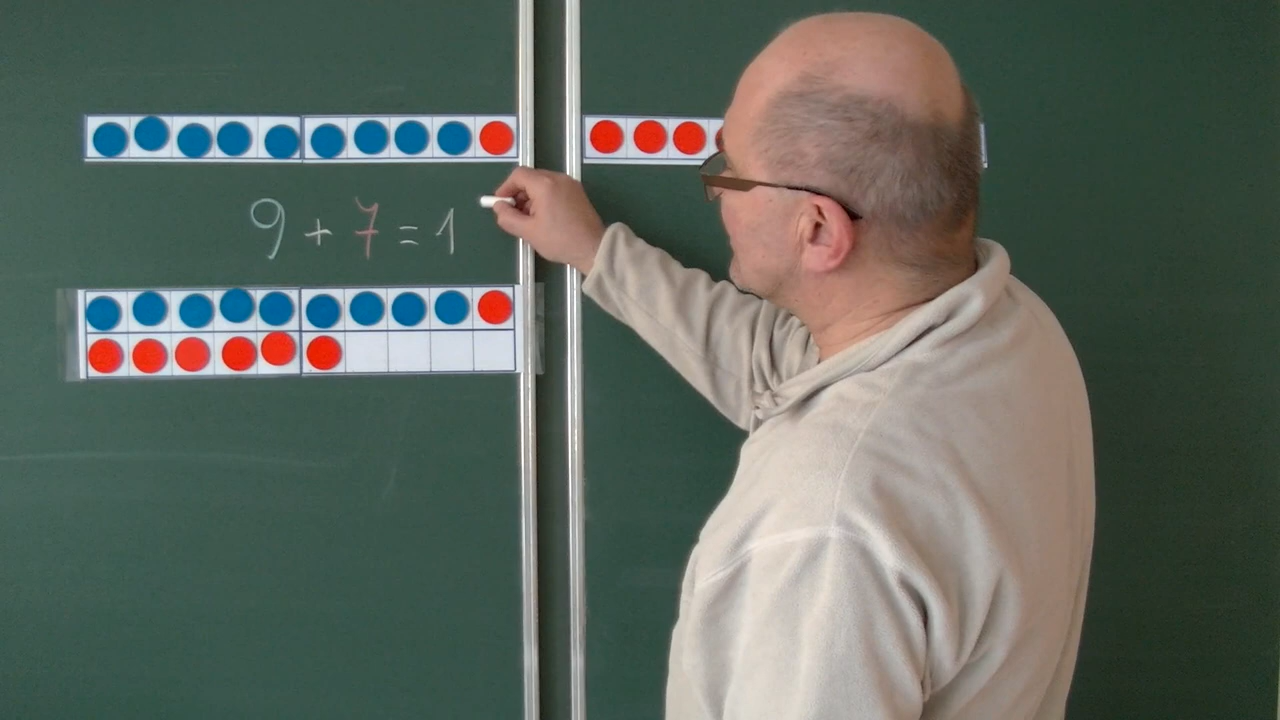 9 + 7 = 1